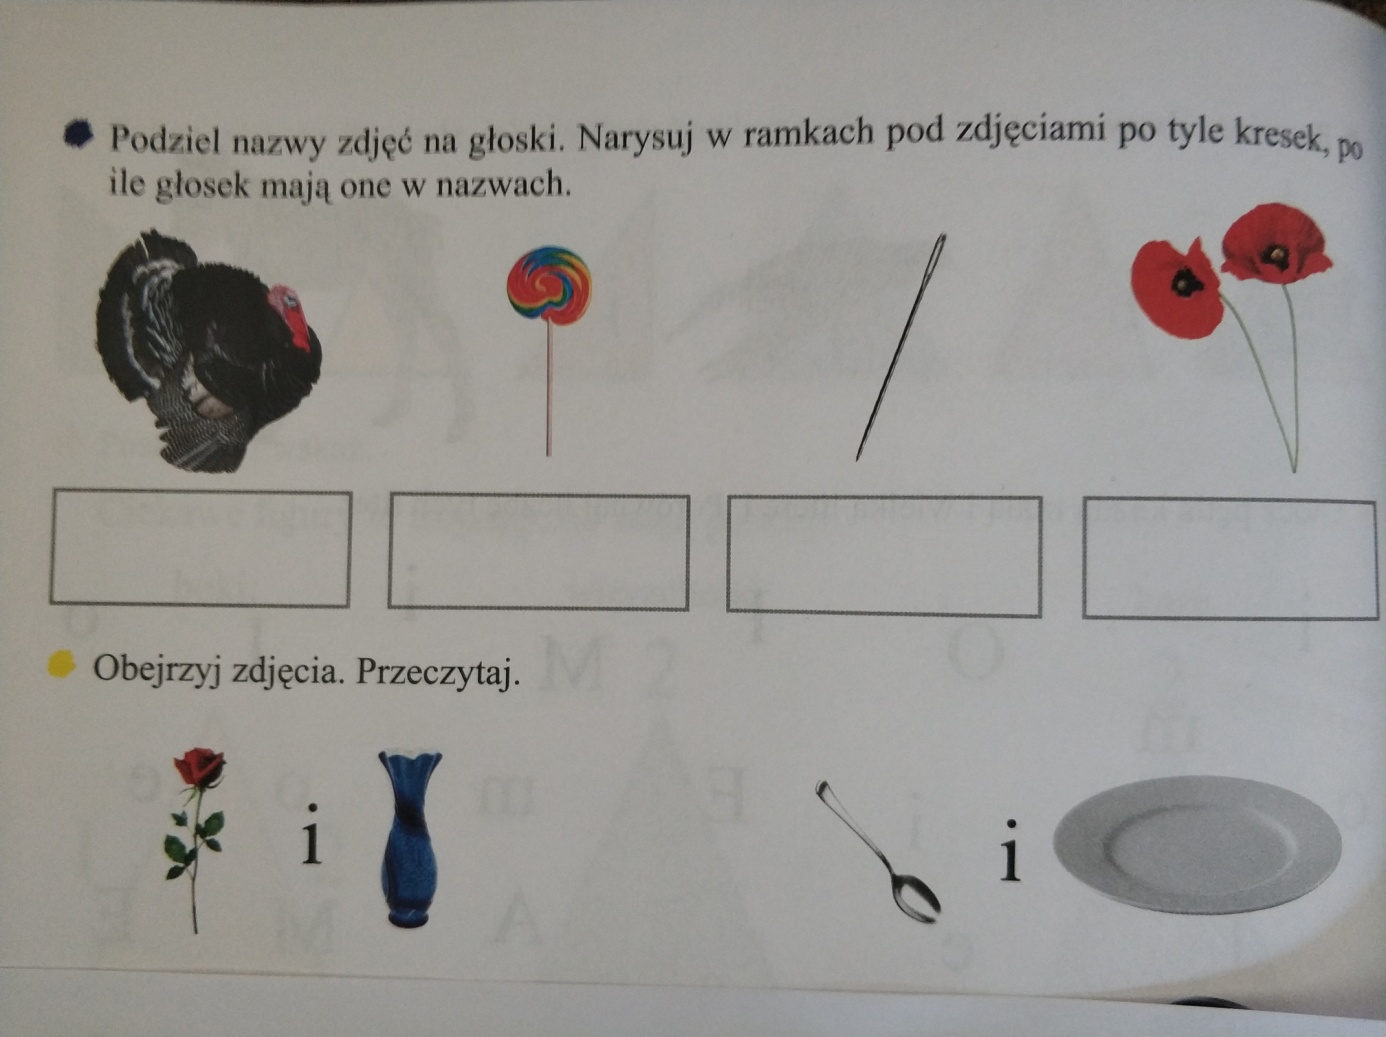 Podziel nazwy zdjęć na głoski. Narysuj w ramkach pod zdjęciami po tyle kresek, po
ile głosek mają one w nazwach.
Obejrzyj zdjęcia. Przeczytaj.
i
i